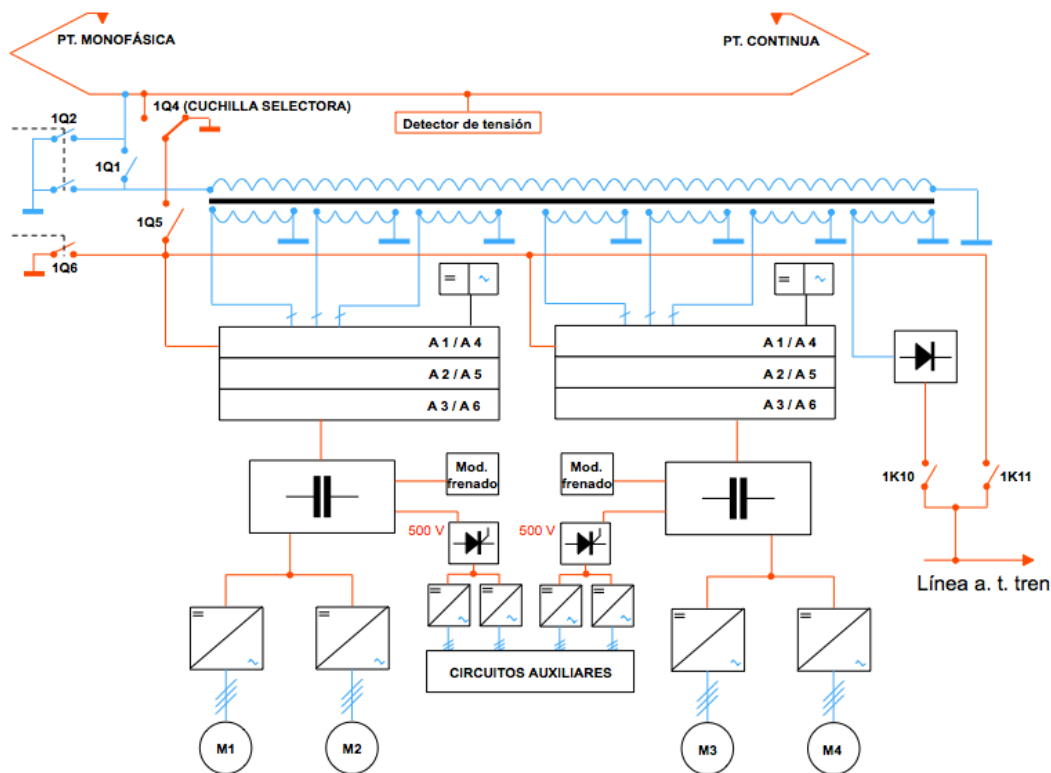 PT. MONOFÁSICA
PT. CONTINUA
1Q4 (CUCHILLA SELECTORA)
Detector de tensión
1Q2
1Q1
1Q5
1Q6
A 1 / A 4
A 2 / A 5
A 3 / A 6
A 1 / A 4
A 2 / A 5
A 3 / A 6
Mod.
frenado
Mod.
frenado
1K10
1K11
500 V
500 V
Línea a. t. tren
CIRCUITOS AUXILIARES
M1
M2
M3
M4